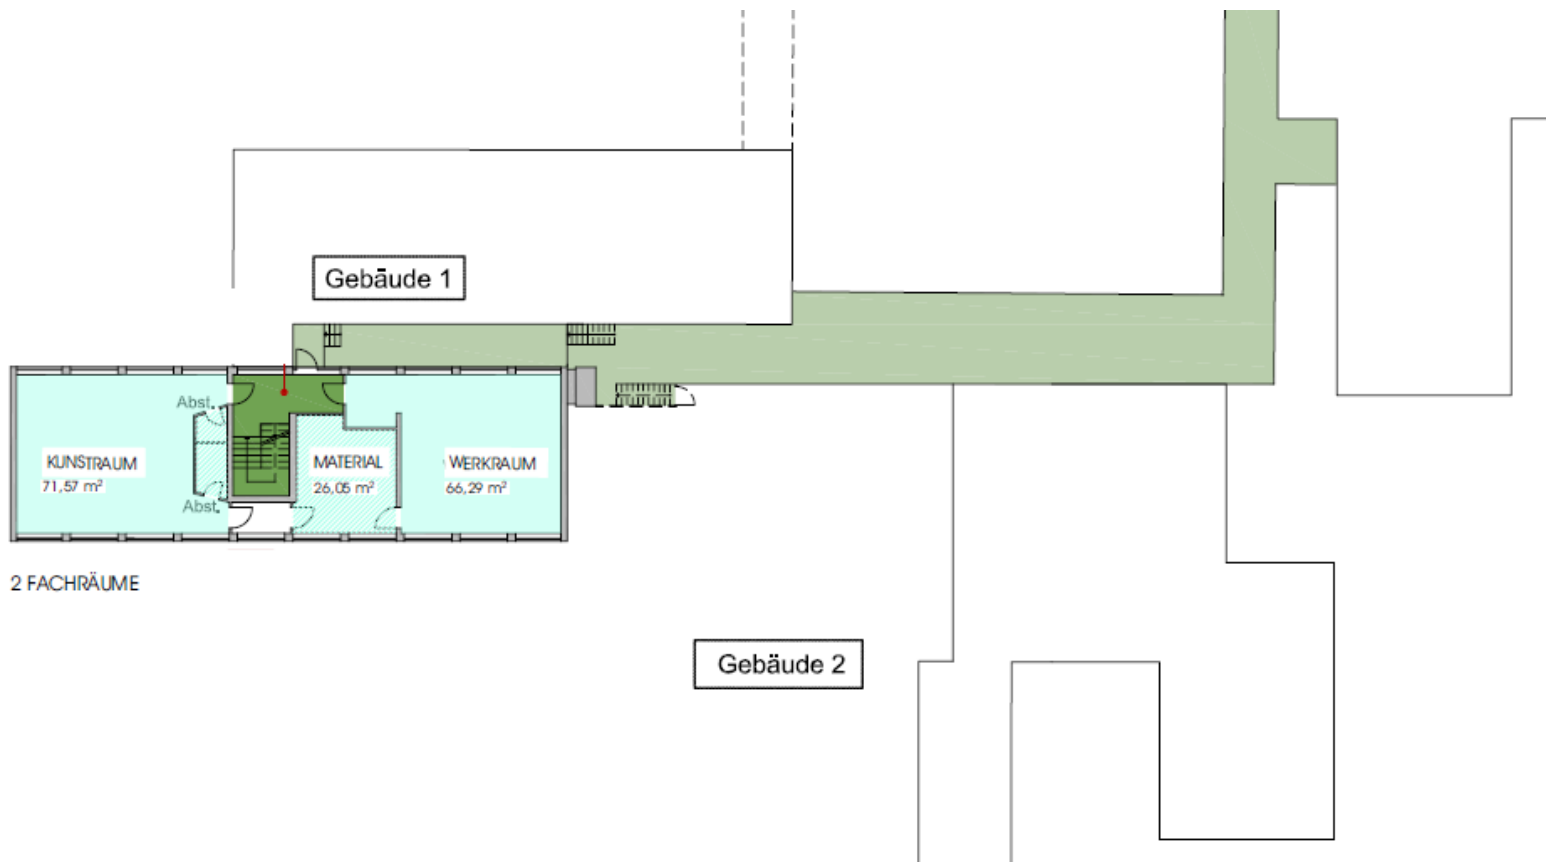 Gebäude 1
Abst.
KUNSTRAUM
71,57 m²
MATERIAL
26,05 m²
WERKRAUM
66,29 m²
Abst.
2 FACHRÄUME
Gebäude 2